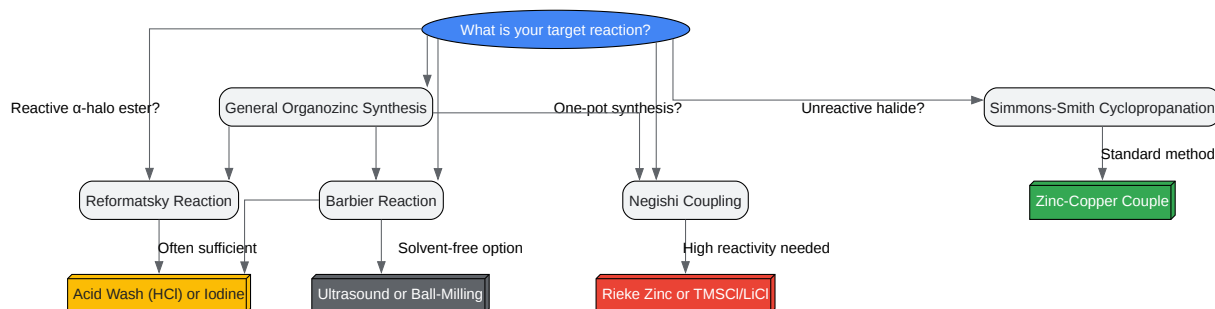 What is your target reaction?
Reactive α-halo ester?
General Organozinc Synthesis
One-pot synthesis?
Unreactive halide?
Simmons-Smith Cyclopropanation
Standard method
Reformatsky Reaction
Barbier Reaction
Negishi Coupling
Zinc-Copper Couple
Often sufficient
Solvent-free option
High reactivity needed
Acid Wash (HCl) or Iodine
Ultrasound or Ball-Milling
Rieke Zinc or TMSCl/LiCl